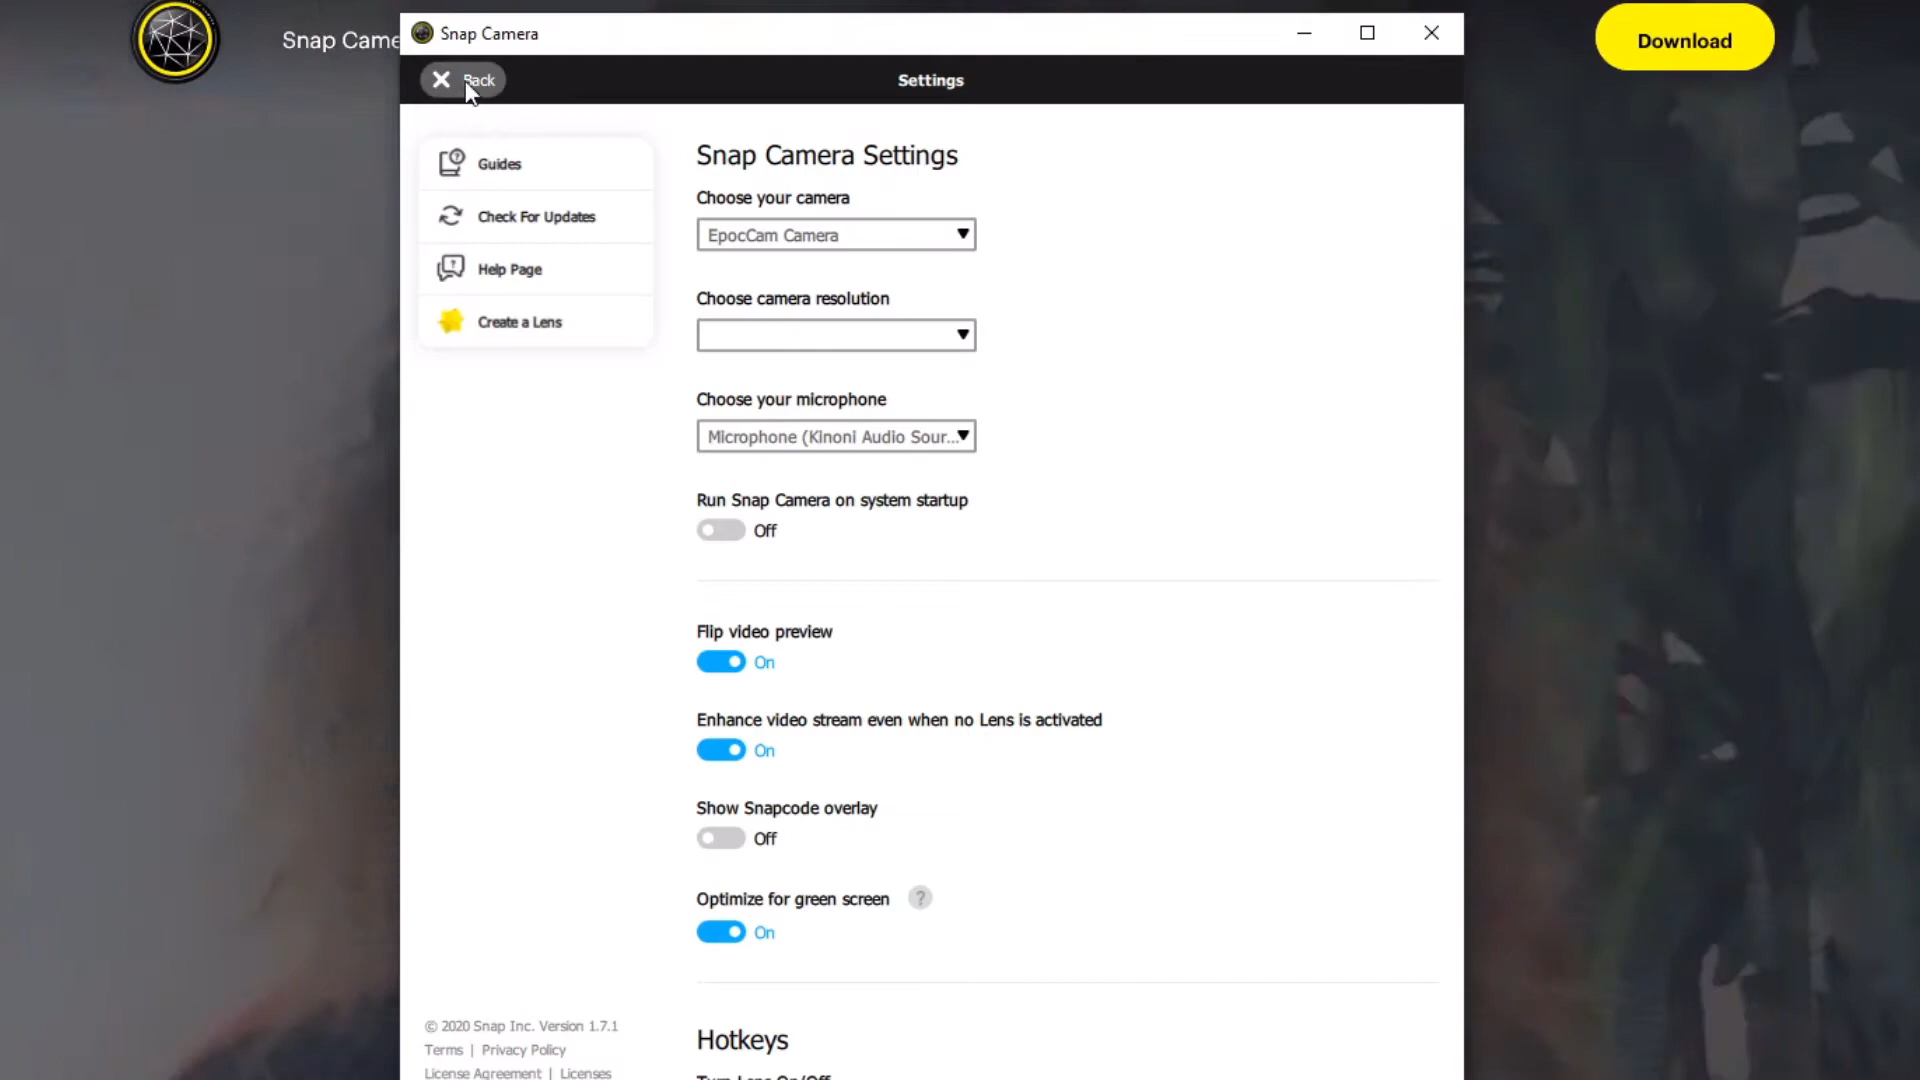 Snap Camera
Snap Came
Download
Back
Settings
Guides
Check For Updates
Help Page
Create a Lens
Snap Camera Settings
Choose your camera
EpocCam Camera
Choose camera resolution
Choose your microphone
Microphone (Kinoni Audio Sour...
Run Snap Camera on system startup
Off
Flip video preview
On
Enhance video stream even when no Lens is activated
On
Show Snapcode overlay
Off
Optimize for green screen ?
On
Hotkeys
Turn Lens On/Off
© 2020 Snap Inc. Version 1.7.1
Terms | Privacy Policy
License Agreement | Licenses